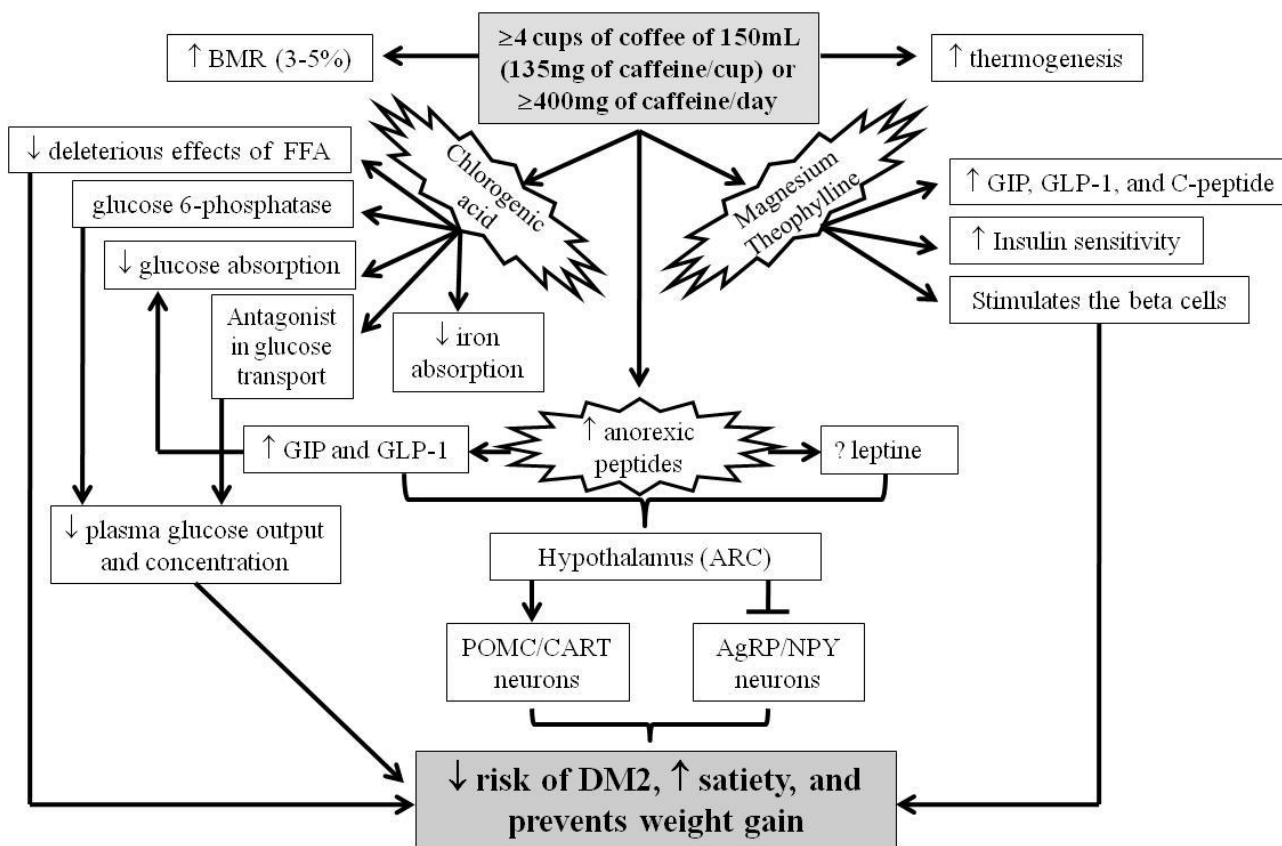 ≥4 cups of coffee of 150mL
(135mg of caffeine/cup) or
≥400mg of caffeine/day
↑ BMR (3-5%)
↑ thermogenesis
↓ deleterious effects of FFA
glucose 6-phosphatase
↓ glucose absorption
Antagonist
in glucose
transport
↓ iron
absorption
Chlorogenic
acid
Magnesium
Theophylline
↑ GIP, GLP-1, and C-peptide
↑ Insulin sensitivity
Stimulates the beta cells
↑ GIP and GLP-1
↑ anorexic
peptides
? leptine
↓ plasma glucose output
and concentration
Hypothalamus (ARC)
POMC/CART
neurons
AgRP/NPY
neurons
↓ risk of DM2, ↑ satiety, and
prevents weight gain